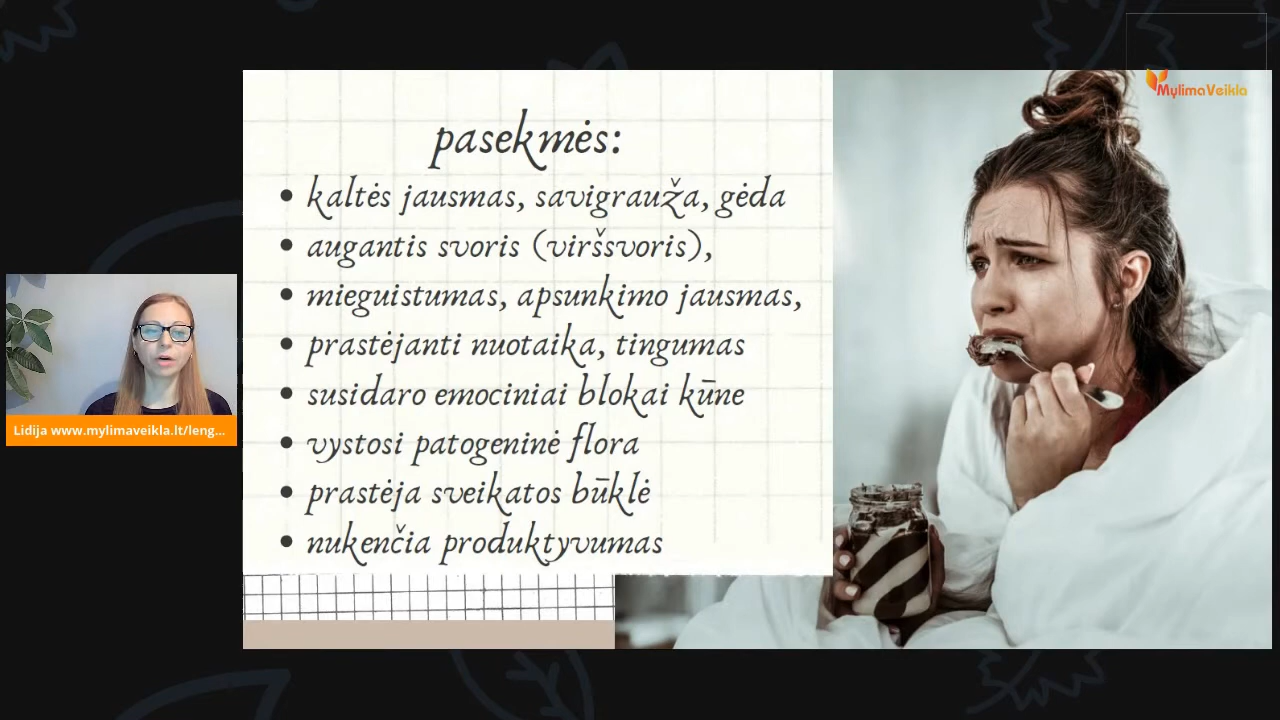 MylimaVeikla
pasekmės:
• kaltės jausmas, savigrauža, gėda
• augantis svoris (viršsvoris),
• mieguistumas, apsunkimo jausmas,
• prastėjanti nuotaika, tingumas
• susidaro emociniai blokai kūne
• vystosi patogeninė flora
• prastėja sveikatos būklė
• nukenčia produktyvumas
Lidija www.mylimaveikla.lt/leng...